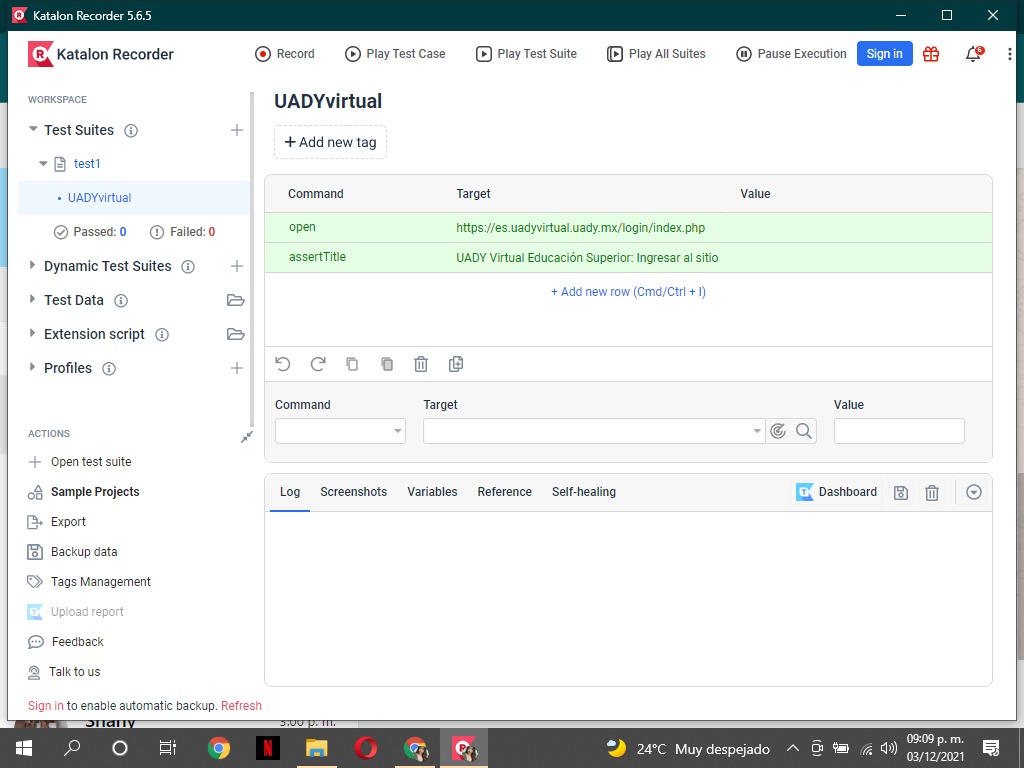 Katalon Recorder 5.6.5
Katalon Recorder
Record
Play Test Case
Play Test Suite
Play All Suites
Pause Execution
Sign in
6
WORKSPACE
Test Suites
test1
UADYvirtual
Passed: 0
Failed: 0
Dynamic Test Suites
Test Data
Extension script
Profiles
ACTIONS
Open test suite
Sample Projects
Export
Backup data
Tags Management
Upload report
Feedback
Talk to us
Sign in to enable automatic backup. Refresh
UADYvirtual
+ Add new tag
Command Target Value
open https://es.uadyvirtual.uady.mx/login/index.php
assertTitle UADY Virtual Educación Superior: Ingresar al sitio
+ Add new row (Cmd/Ctrl + I)
Command Target Value
Log Screenshots Variables Reference Self-healing Dashboard
3:00 p. m.
24°C Muy despejado
09:09 p. m.
03/12/2021